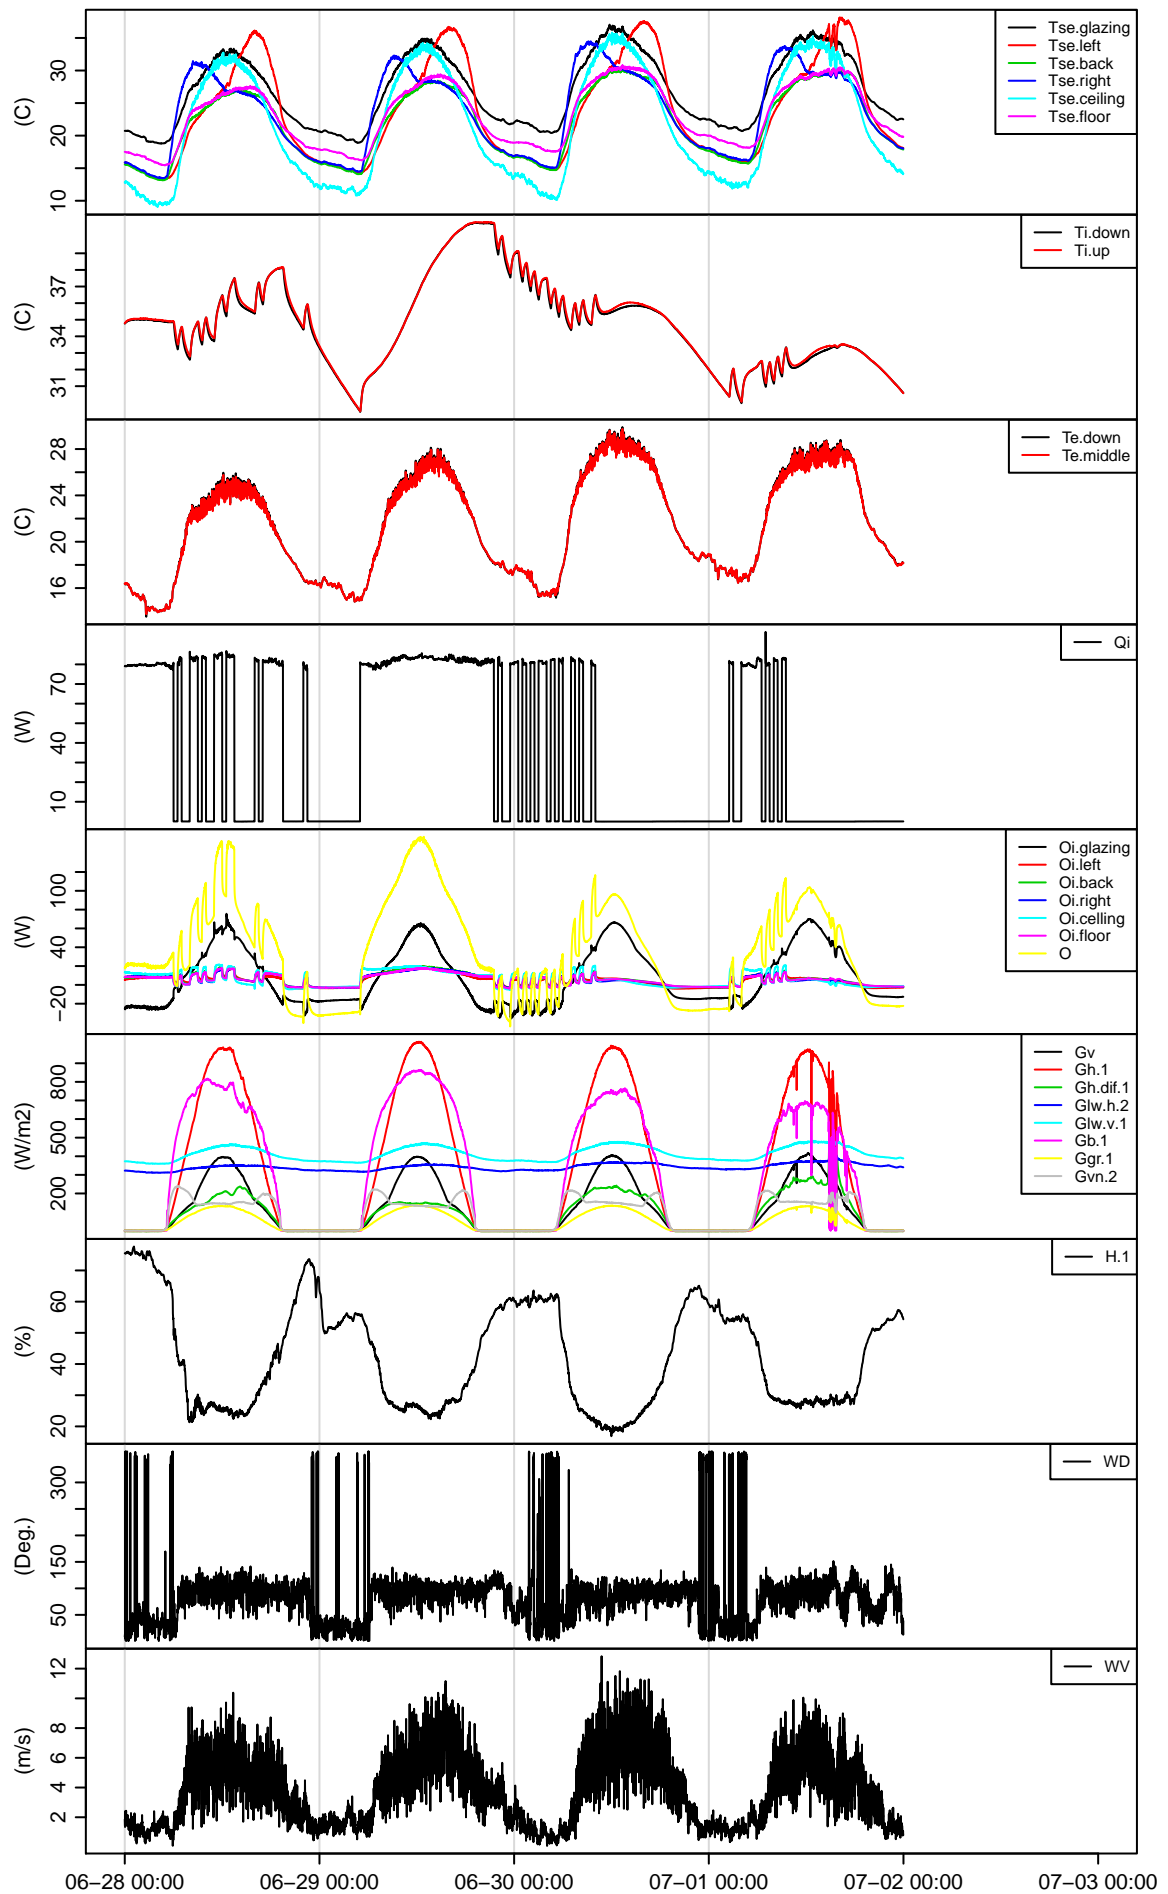 (C)
10
20
30
Tse.glazing
Tse.left
Tse.back
Tse.right
Tse.ceiling
Tse.floor
(C)
31
34
37
Ti.down
Ti.up
(C)
16
20
24
28
Te.down
Te.middle
(W)
10
40
70
Qi
(W)
−20
40
100
Oi.glazing
Oi.left
Oi.back
Oi.right
Oi.celling
Oi.floor
O
(W/m2)
200
500
800
Gv
Gh.1
Gh.dif.1
Glw.h.2
Glw.v.1
Gb.1
Ggr.1
Gvn.2
(%)
20
40
60
H.1
(Deg.)
50
150
300
WD
(m/s)
2
4
6
8
12
WV
06−28 00:00 06−29 00:00 06−30 00:00 07−01 00:00 07−02 00:00 07−03 00:00